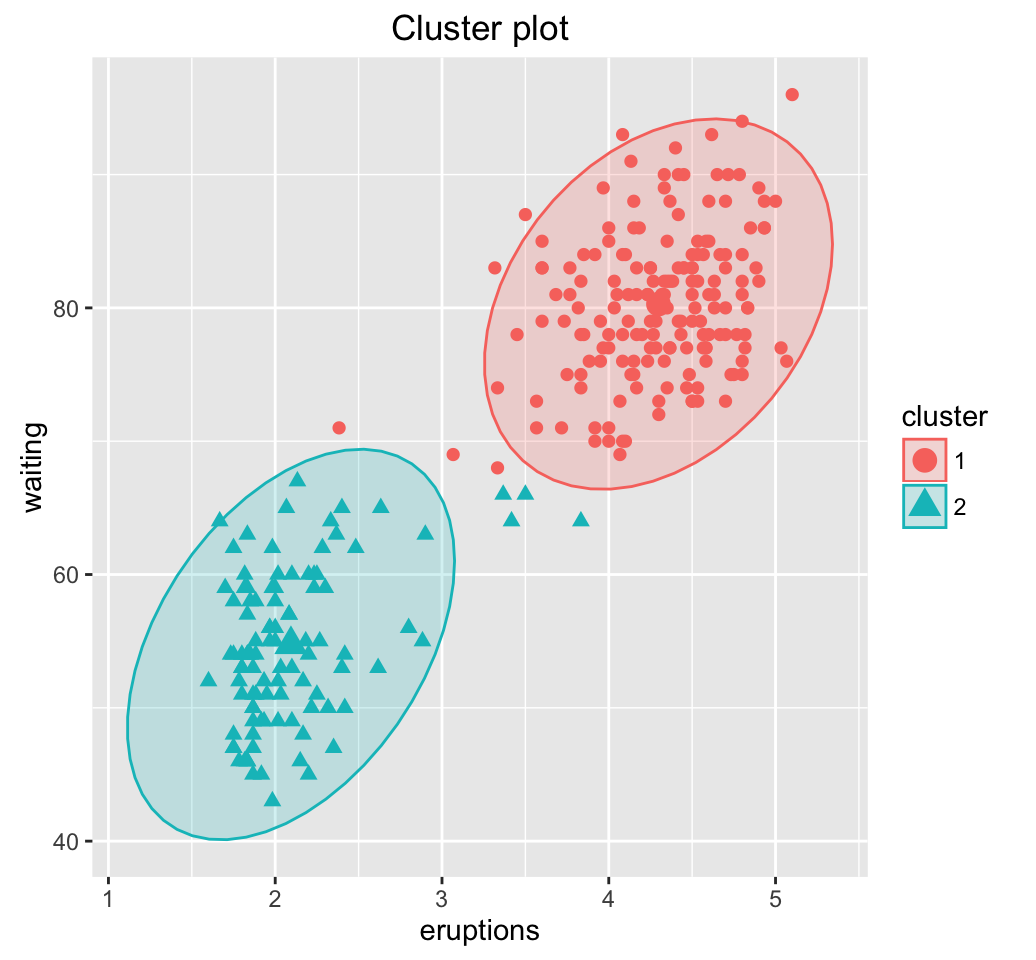 Cluster plot
waiting
80
60
40
1 2 3 4 5
eruptions
cluster
1
2